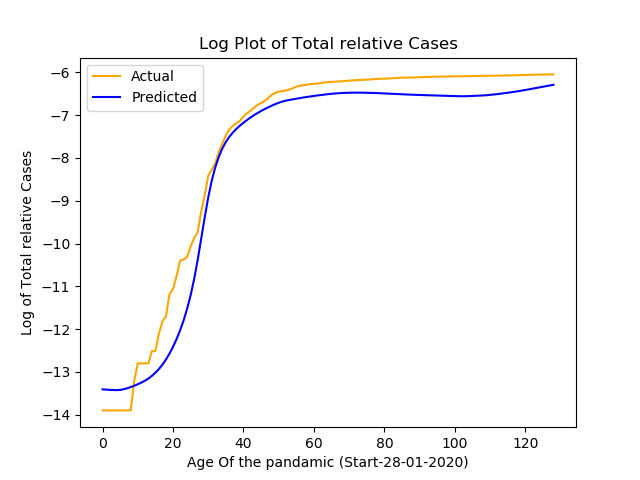 Log Plot of Total relative Cases
Actual
Predicted
−6
−7
−8
−9
−10
−11
−12
−13
−14
Log of Total relative Cases
0 20 40 60 80 100 120
Age Of the pandamic (Start-28-01-2020)